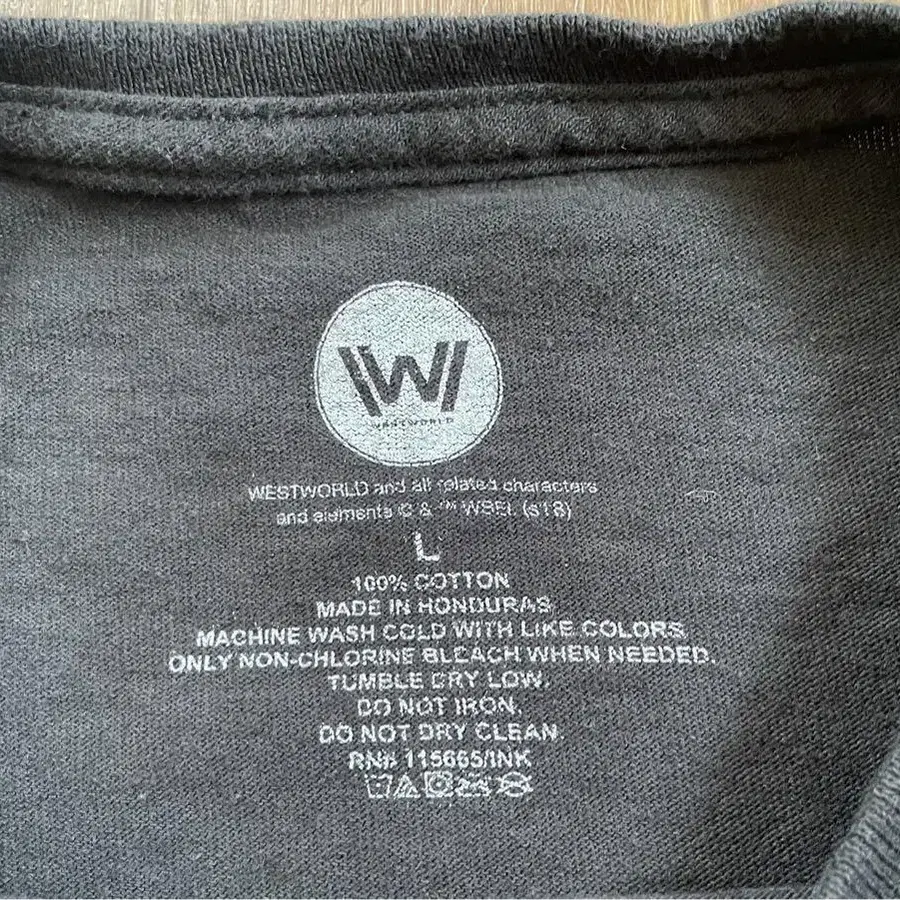 W
WESTWORLD
WESTWORLD and all related characters
and elements © & ™ WBEI. (s18)
L
100% COTTON
MADE IN HONDURAS
MACHINE WASH COLD WITH LIKE COLORS
ONLY NON-CHLORINE BLEACH WHEN NEEDED.
TUMBLE DRY LOW.
DO NOT IRON.
DO NOT DRY CLEAN.
RN# 115665/INK